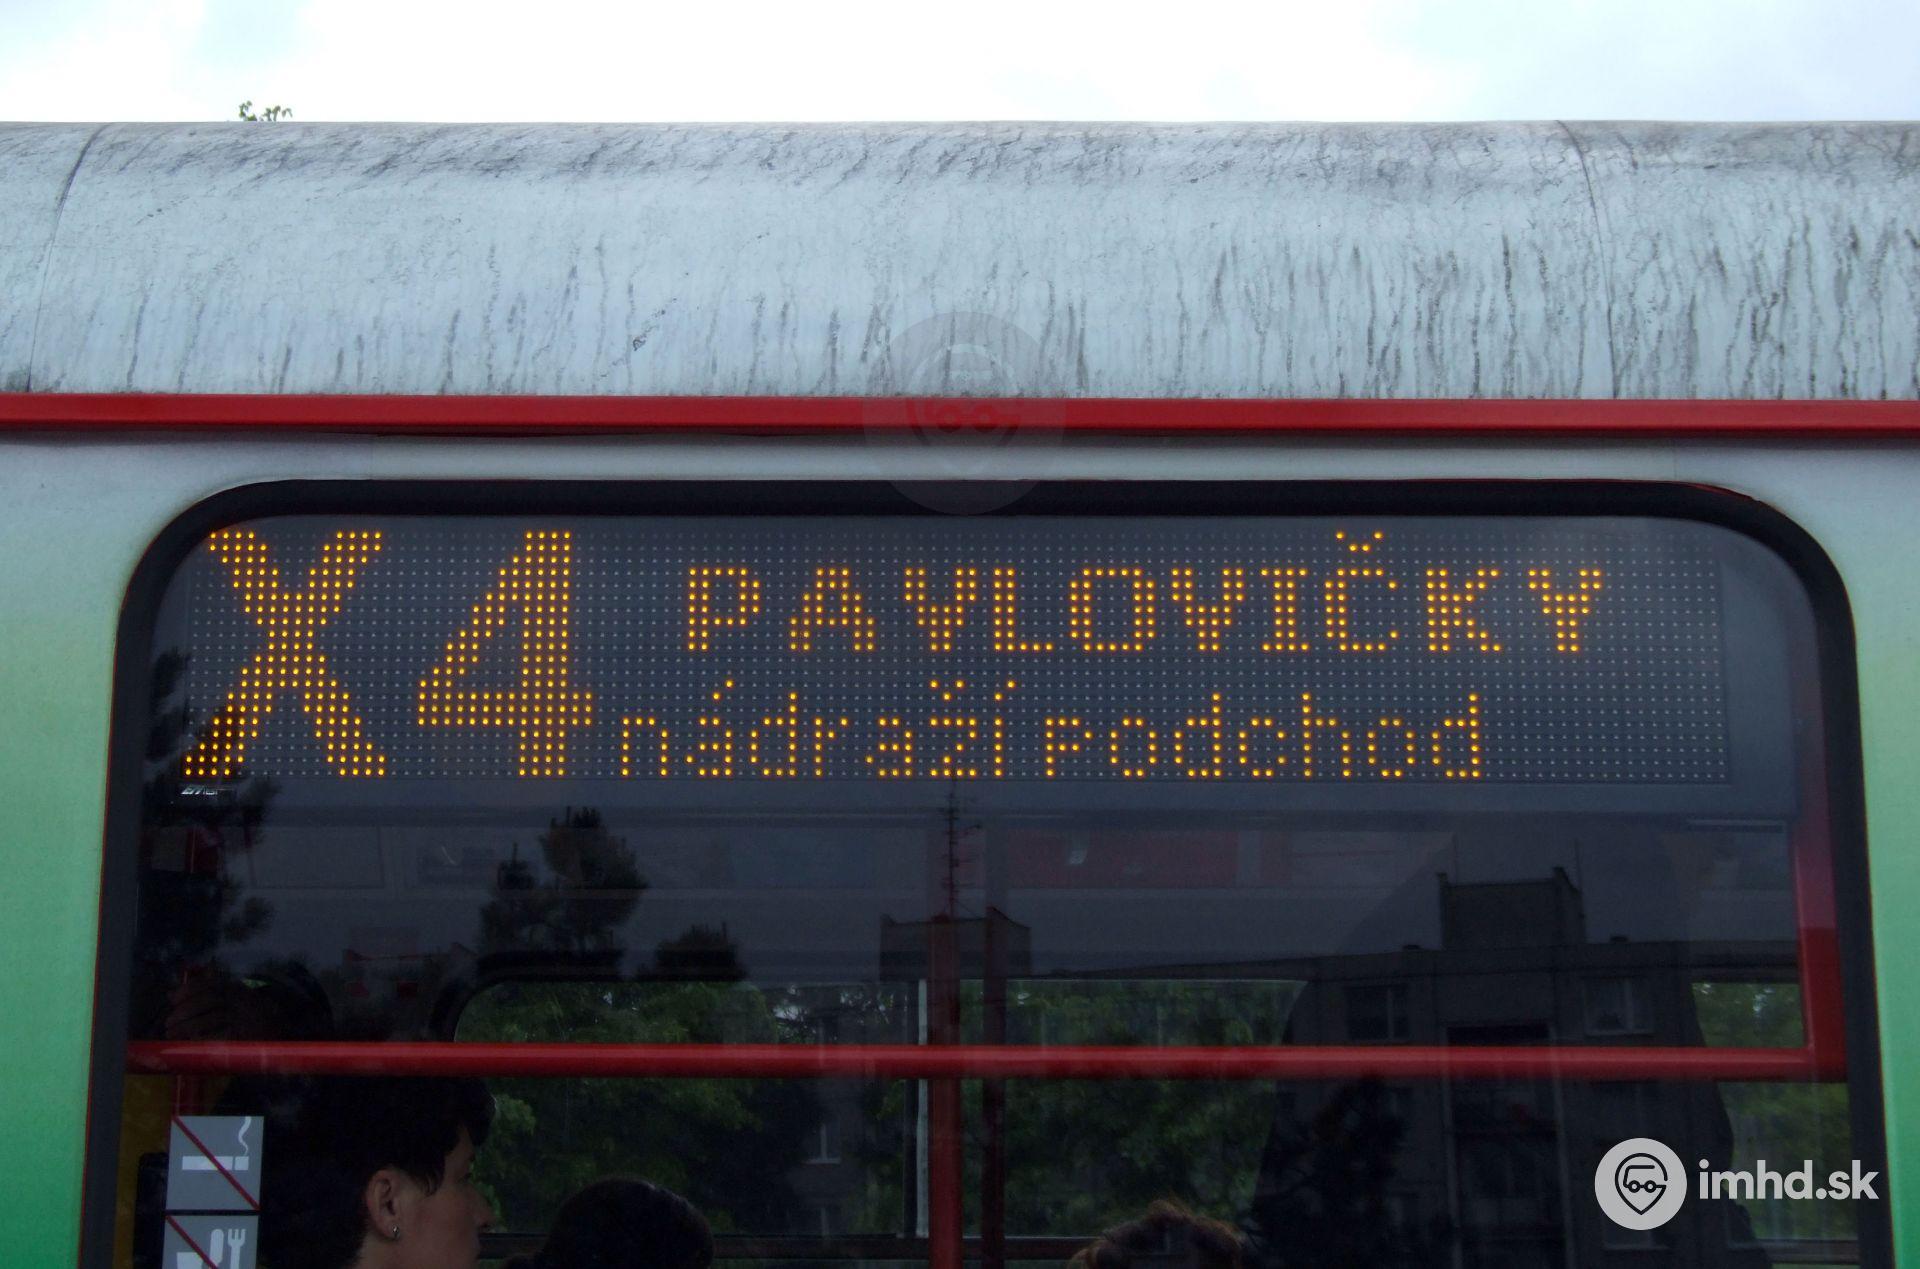 X4 PAVLOVIČKY
nádraží podchod
imhd.sk